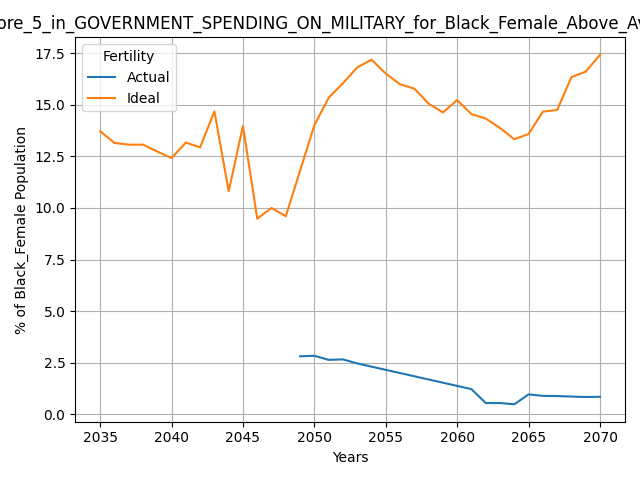 ore_5_in_GOVERNMENT_SPENDING_ON_MILITARY_for_Black_Female_Above_Av
Fertility
Actual
Ideal
% of Black_Female Population
17.5
15.0
12.5
10.0
7.5
5.0
2.5
0.0
2035 2040 2045 2050 2055 2060 2065 2070
Years